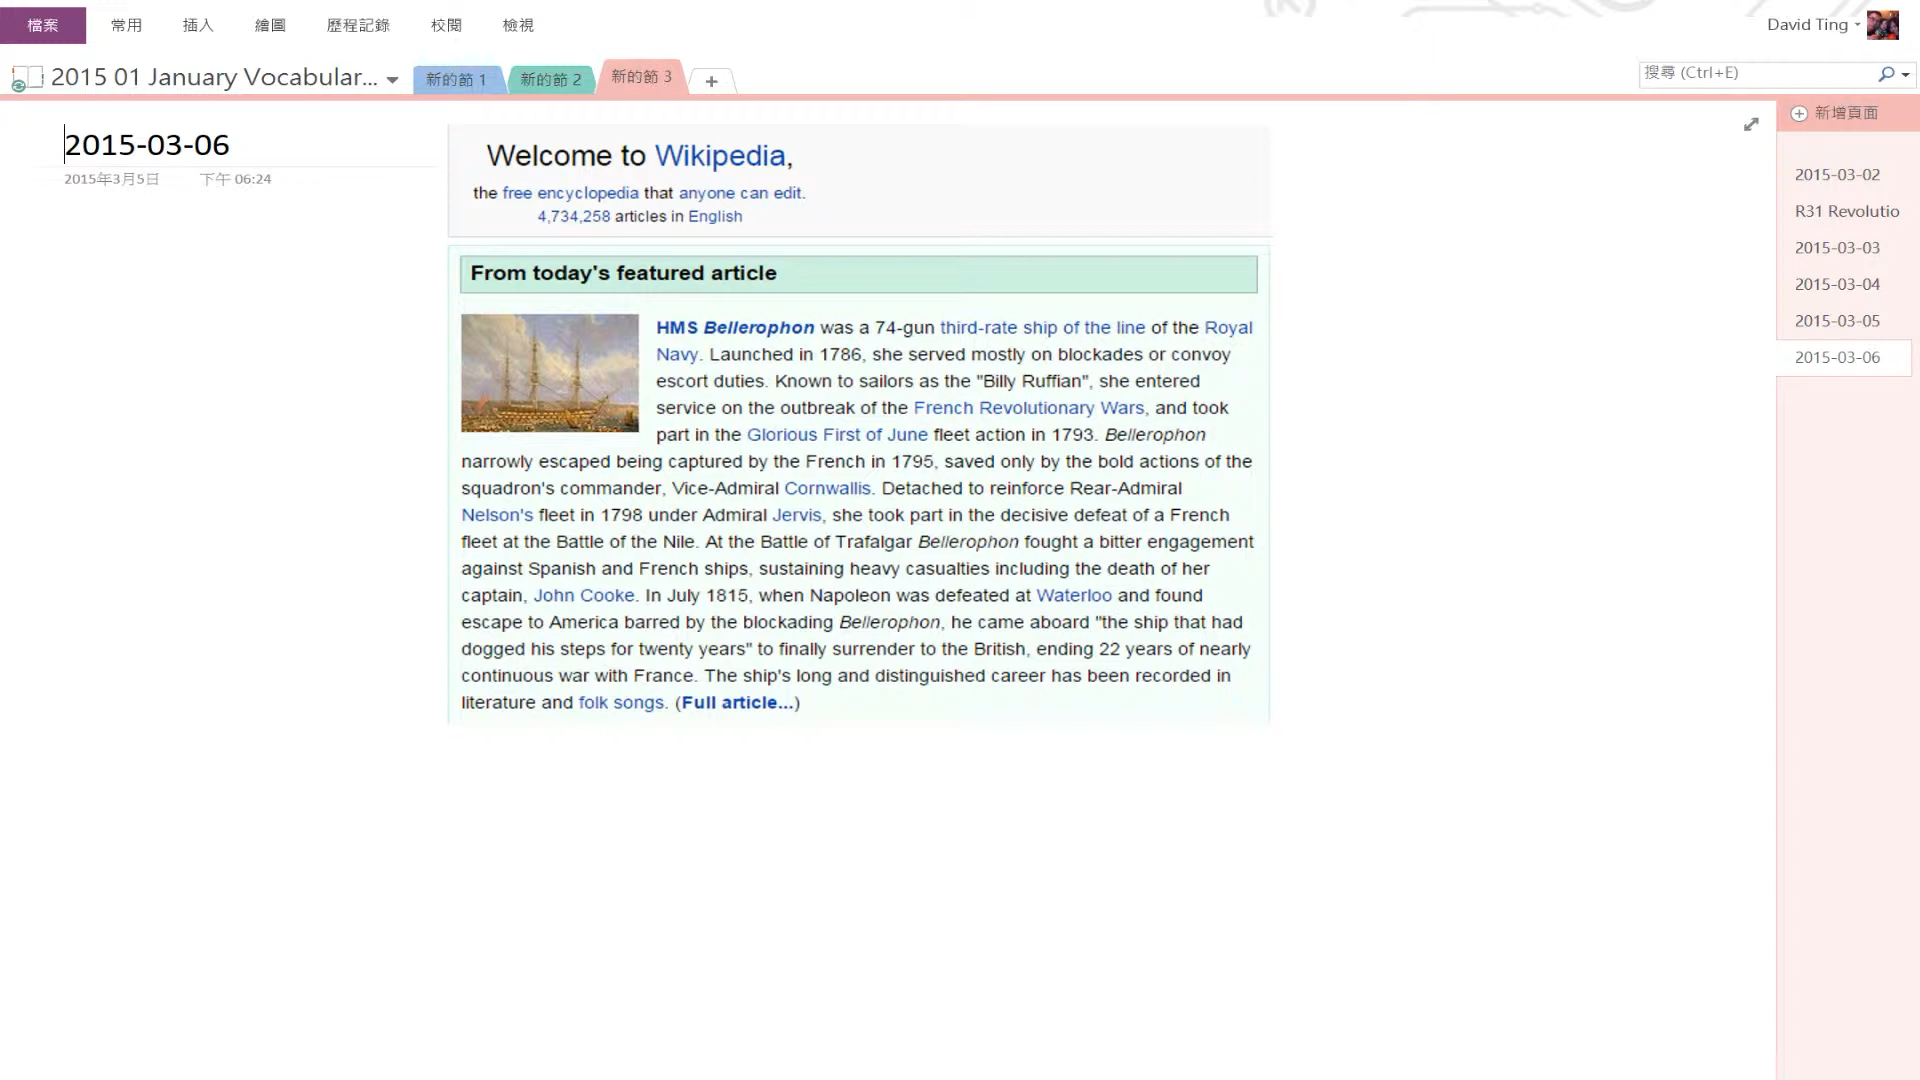 檔案 常用 插入 繪圖 歷程記錄 校閱 檢視
David Ting
2015 01 January Vocabular...
新的節 1
新的節 2
新的節 3
搜尋 (Ctrl+E)
新增頁面
2015-03-06
2015年3月5日 下午 06:24
Welcome to Wikipedia,
the free encyclopedia that anyone can edit.
4,734,258 articles in English
From today's featured article
HMS Bellerophon was a 74-gun third-rate ship of the line of the Royal
Navy. Launched in 1786, she served mostly on blockades or convoy
escort duties. Known to sailors as the "Billy Ruffian", she entered
service on the outbreak of the French Revolutionary Wars, and took
part in the Glorious First of June fleet action in 1793. Bellerophon
narrowly escaped being captured by the French in 1795, saved only by the bold actions of the
squadron's commander, Vice-Admiral Cornwallis. Detached to reinforce Rear-Admiral
Nelson's fleet in 1798 under Admiral Jervis, she took part in the decisive defeat of a French
fleet at the Battle of the Nile. At the Battle of Trafalgar Bellerophon fought a bitter engagement
against Spanish and French ships, sustaining heavy casualties including the death of her
captain, John Cooke. In July 1815, when Napoleon was defeated at Waterloo and found
escape to America barred by the blockading Bellerophon, he came aboard "the ship that had
dogged his steps for twenty years" to finally surrender to the British, ending 22 years of nearly
continuous war with France. The ship's long and distinguished career has been recorded in
literature and folk songs. (Full article...)
2015-03-02
R31 Revolutio
2015-03-03
2015-03-04
2015-03-05
2015-03-06